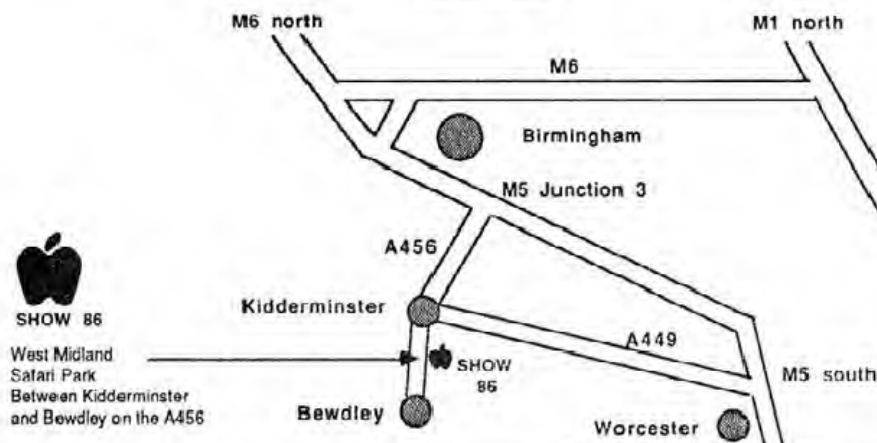 M6 north
M1 north
M6
Birmingham
M5 Junction 3
A456
SHOW 86
Kidderminster
A449
West Midland
Safari Park
Between Kidderminster
and Bewdley on the A456
SHOW
86
M5 south
Bewdley
Worcester